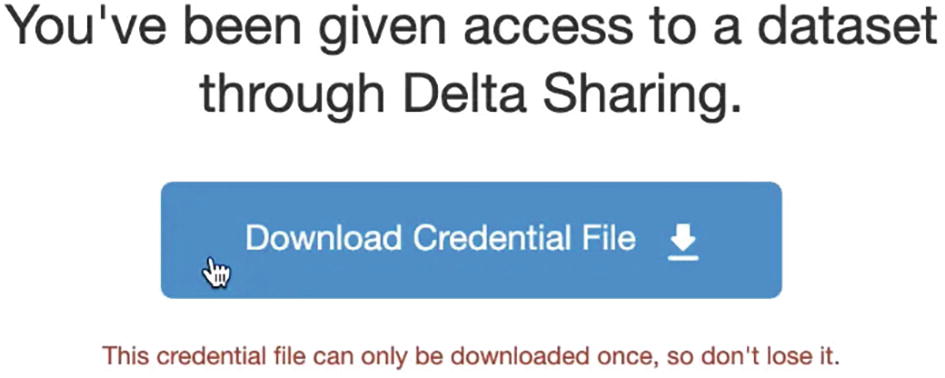 You've been given access to a dataset
through Delta Sharing.
Download Credential File
This credential file can only be downloaded once, so don't lose it.